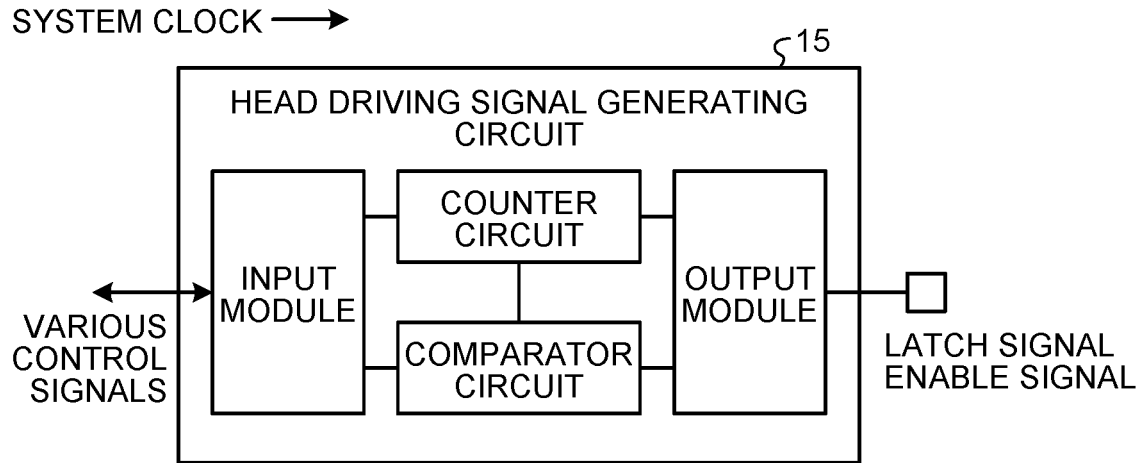 SYSTEM CLOCK
15
HEAD DRIVING SIGNAL GENERATING
CIRCUIT
INPUT
MODULE
COUNTER
CIRCUIT
COMPARATOR
CIRCUIT
OUTPUT
MODULE
VARIOUS
CONTROL
SIGNALS
LATCH SIGNAL
ENABLE SIGNAL